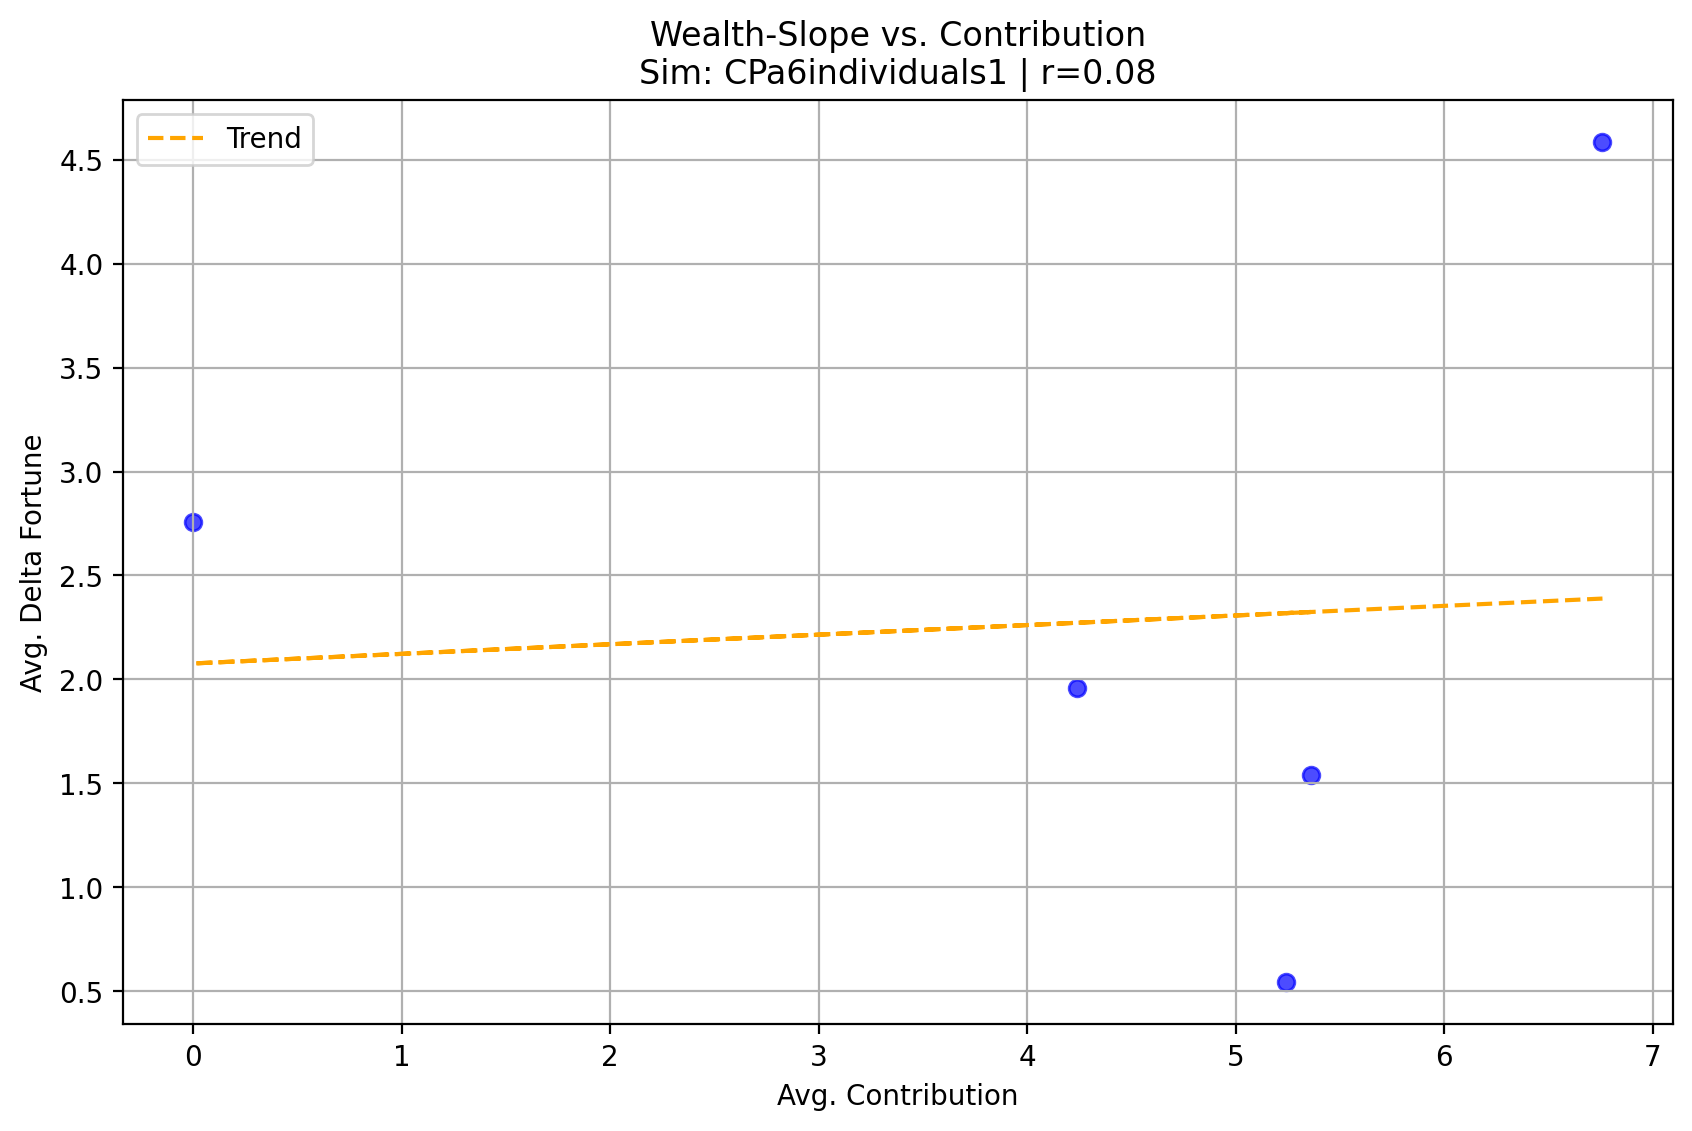 Wealth-Slope vs. Contribution
Sim: CPa6individuals1 | r=0.08
Trend
4.5
4.0
3.5
3.0
2.5
2.0
1.5
1.0
0.5
Avg. Delta Fortune
0 1 2 3 4 5 6 7
Avg. Contribution